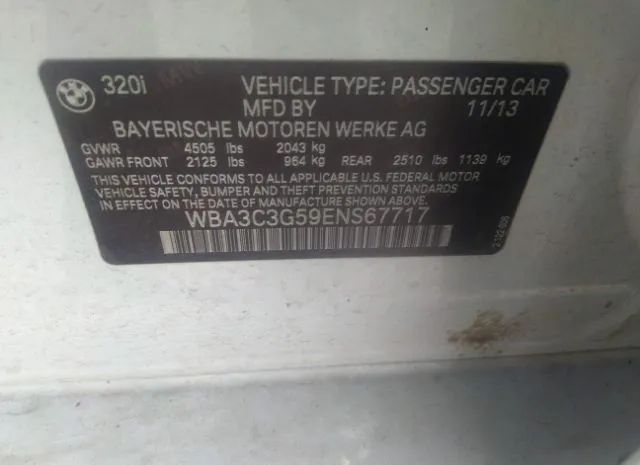 320i VEHICLE TYPE: PASSENGER CAR
MFD BY 11/13
BAYERISCHE MOTOREN WERKE AG
GVWR 4505 lbs 2043 kg
GAWR FRONT 2125 lbs 964 kg REAR 2510 lbs 1139 kg
THIS VEHICLE CONFORMS TO ALL APPLICABLE U.S. FEDERAL MOTOR
VEHICLE SAFETY, BUMPER AND THEFT PREVENTION STANDARDS IN
EFFECT ON THE DATE OF MANUFACTURE SHOWN ABOVE.
WBA3C3G59ENS67717